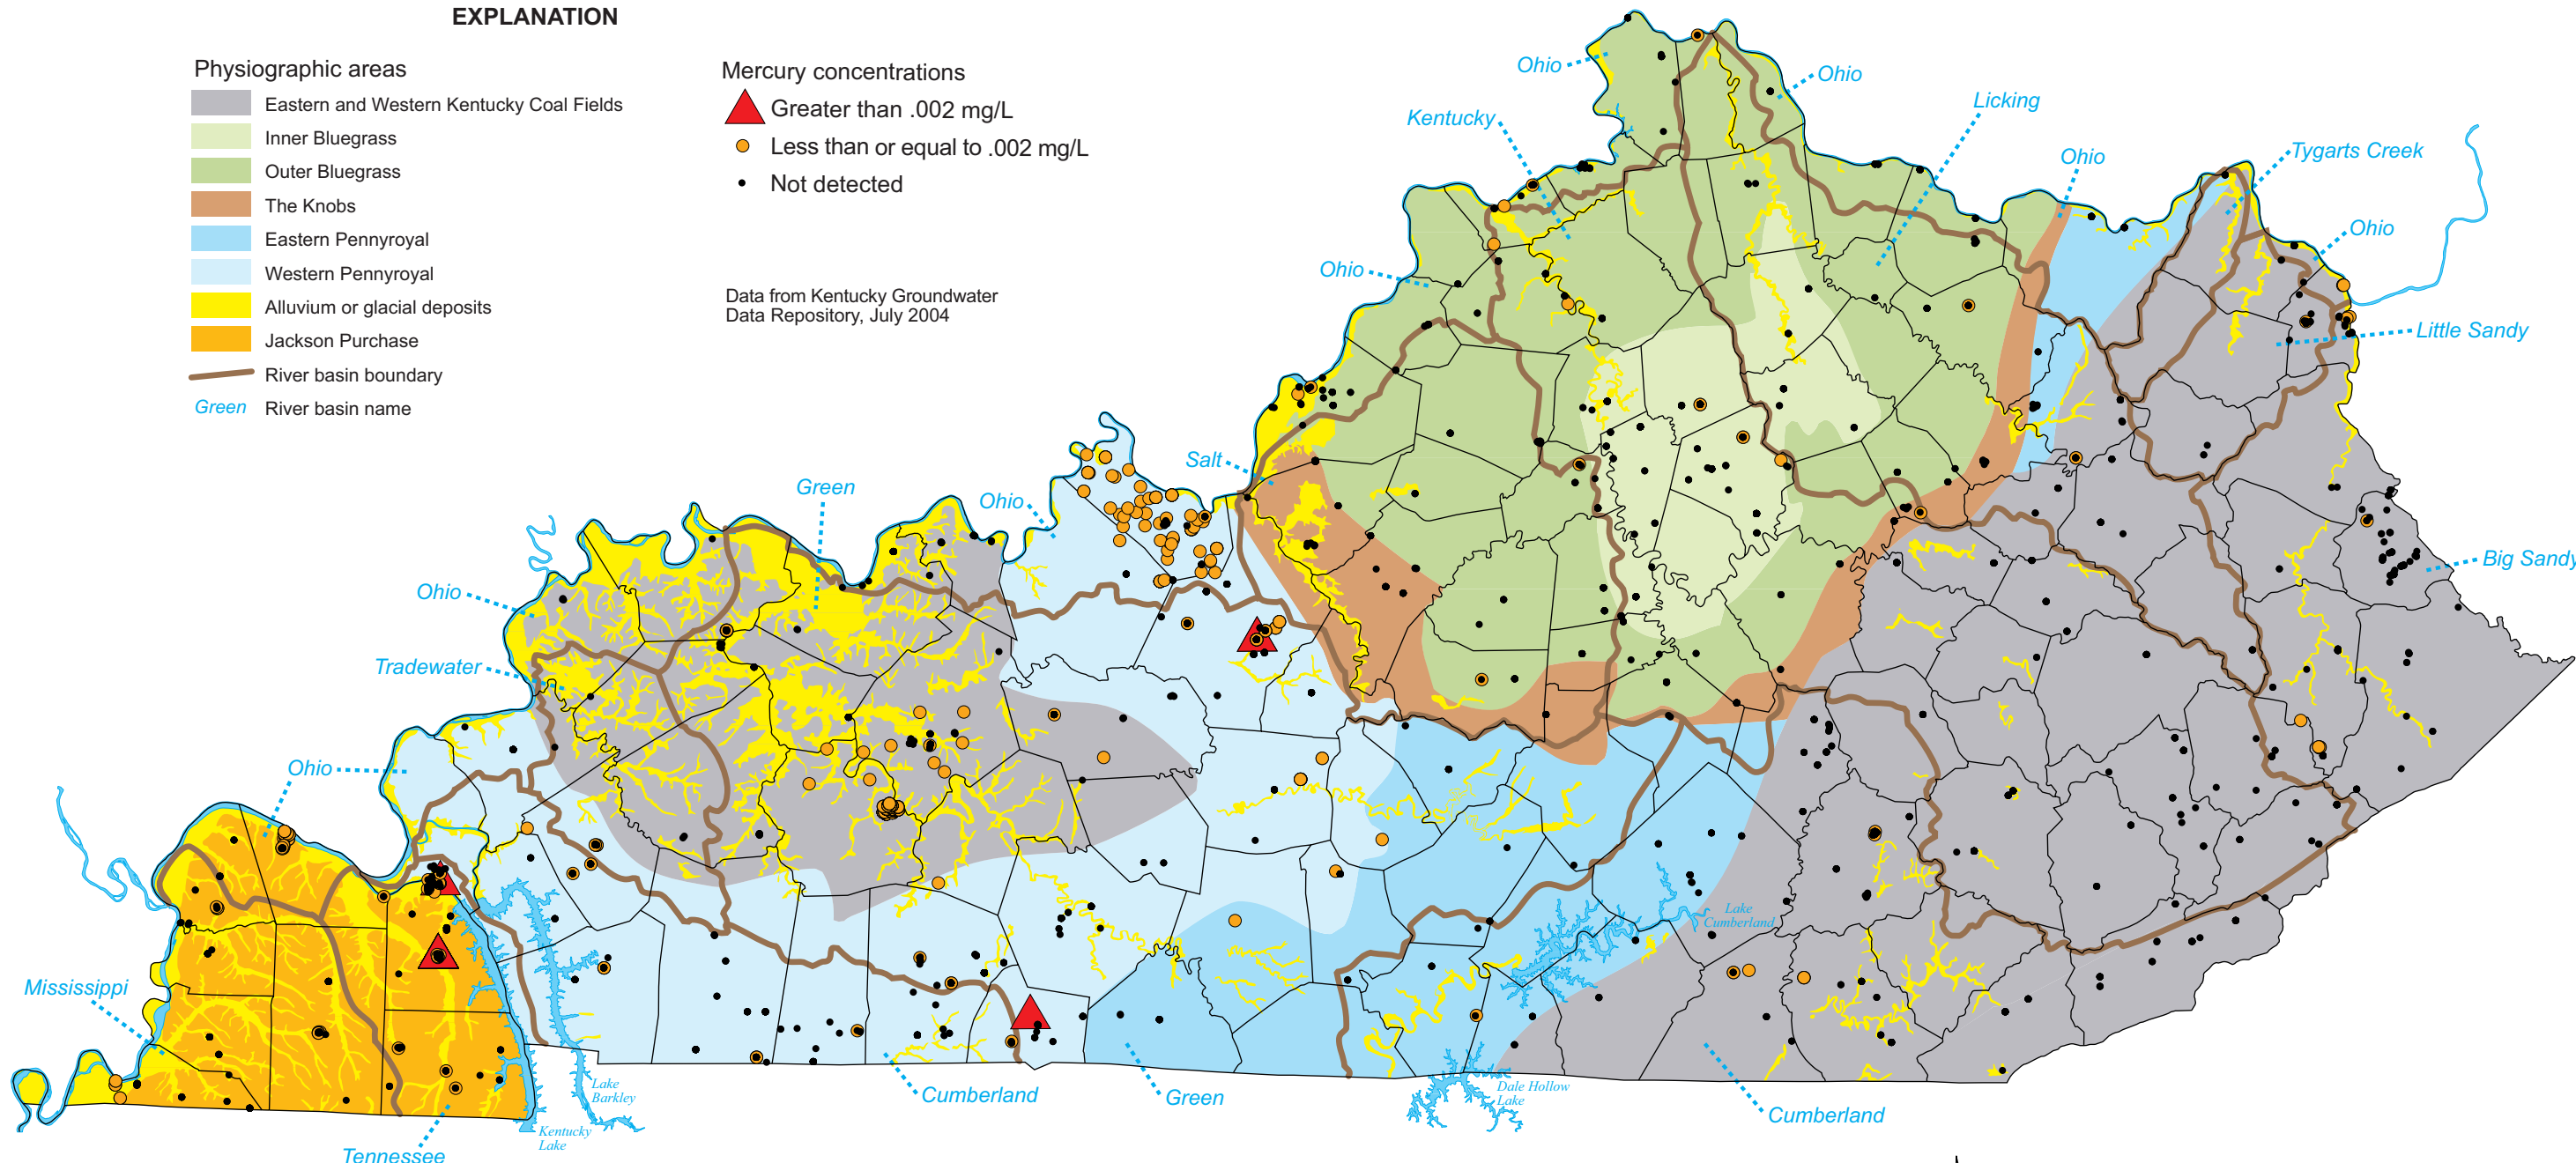 EXPLANATION
Physiographic areas
Eastern and Western Kentucky Coal Fields
Inner Bluegrass
Outer Bluegrass
The Knobs
Eastern Pennyroyal
Western Pennyroyal
Alluvium or glacial deposits
Jackson Purchase
River basin boundary
Green River basin name
Mercury concentrations
Greater than .002 mg/L
Less than or equal to .002 mg/L
Not detected
Data from Kentucky Groundwater
Data Repository, July 2004
Ohio
Ohio
Kentucky
Licking
Ohio
Tygarts Creek
Ohio
Ohio
Little Sandy
Salt
Green
Ohio
Big Sandy
Ohio
Tradewater
Ohio
Mississippi
Lake
Cumberland
Lake
Barkley
Kentucky
Lake
Dale Hollow
Lake
Cumberland
Green
Cumberland
Tennessee